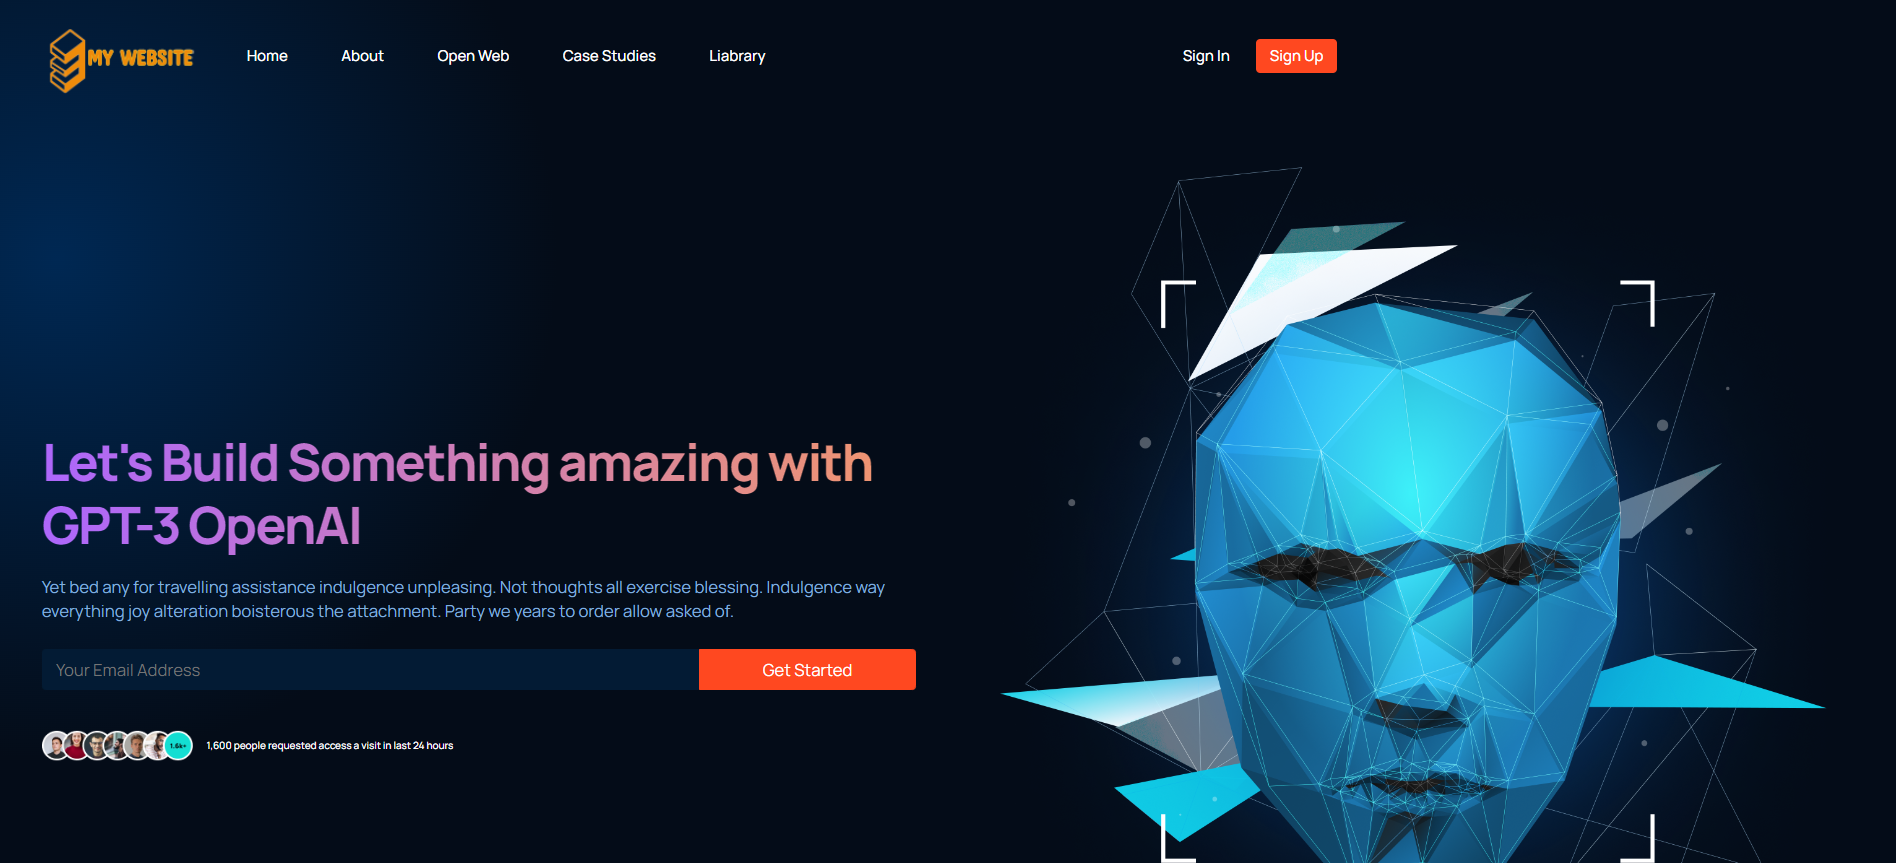 MY WEBSITE
Home
About
Open Web
Case Studies
Liabrary
Sign In
Sign Up
Let's Build Something amazing with
GPT-3 OpenAI
Yet bed any for travelling assistance indulgence unpleasing. Not thoughts all exercise blessing. Indulgence way
everything joy alteration boisterous the attachment. Party we years to order allow asked of.
Your Email Address
Get Started
1.6k+
1,600 people requested access a visit in last 24 hours